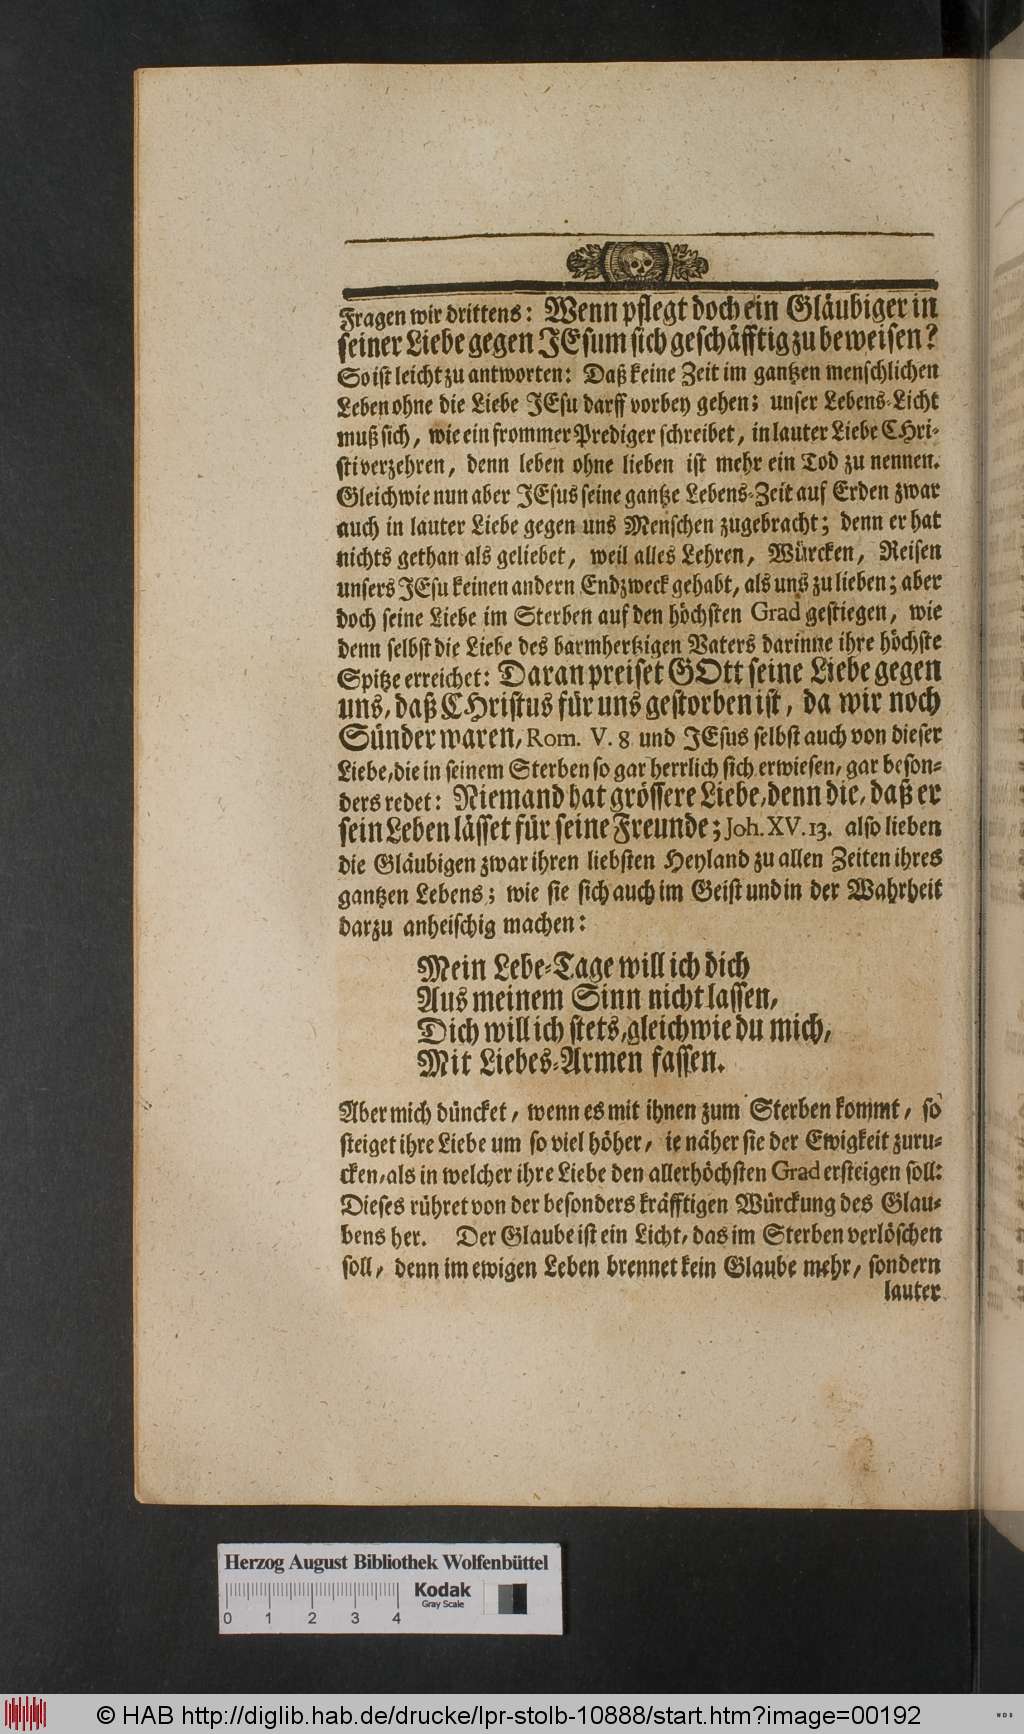 Fragen wir drittens: Wenn pflegt doch ein Gläubiger in
seiner Liebe gegen JEsum sich geschäfftig zu beweisen?
So ist leicht zu antworten: Daß keine Zeit im gantzen menschlichen
Leben ohne die Liebe JEsu darff vorbey gehen; unser Lebens-Licht
muß sich, wie ein frommer Prediger schreibet, in lauter Liebe CHri-
sti verzehren, denn leben ohne lieben ist mehr ein Tod zu nennen.
Gleichwie nun aber JEsus seine gantze Lebens-Zeit auf Erden zwar
auch in lauter Liebe gegen uns Menschen zugebracht; denn er hat
nichts gethan als geliebet, weil alles Lehren, Würcken, Reisen
unsers JEsu keinen andern Endzweck gehabt, als uns zu lieben; aber
doch seine Liebe im Sterben auf den höchsten Grad gestiegen, wie
denn selbst die Liebe des barmhertzigen Vaters darinne ihre höchste
Spitze erreichet: Daran preiset GOtt seine Liebe gegen
uns, daß CHristus für uns gestorben ist, da wir noch
Sünder waren, Rom. V. 8 und JEsus selbst auch von dieser
Liebe, die in seinem Sterben so gar herrlich sich erwiesen, gar beson-
ders redet: Niemand hat grössere Liebe, denn die, daß er
sein Leben lässet für seine Freunde; Joh. XV. 13. also lieben
die Gläubigen zwar ihren liebsten Heyland zu allen Zeiten ihres
gantzen Lebens; wie sie sich auch im Geist und in der Wahrheit
darzu anheischig machen:
Mein Lebe-Tage will ich dich
Aus meinem Sinn nicht lassen,
Dich will ich stets, gleichwie du mich,
Mit Liebes-Armen fassen.
Aber mich düncket, wenn es mit ihnen zum Sterben kommt, so
steiget ihre Liebe um so viel höher, ie näher sie der Ewigkeit zuru-
cken, als in welcher ihre Liebe den allerhöchsten Grad ersteigen soll:
Dieses rühret von der besonders kräfftigen Würckung des Glau-
bens her. Der Glaube ist ein Licht, das im Sterben verlöschen
soll, denn im ewigen Leben brennet kein Glaube mehr, sondern
lauter
Herzog August Bibliothek Wolfenbüttel
0 1 2 3 4
Kodak
Gray Scale
© HAB http://diglib.hab.de/drucke/lpr-stolb-10888/start.htm?image=00192